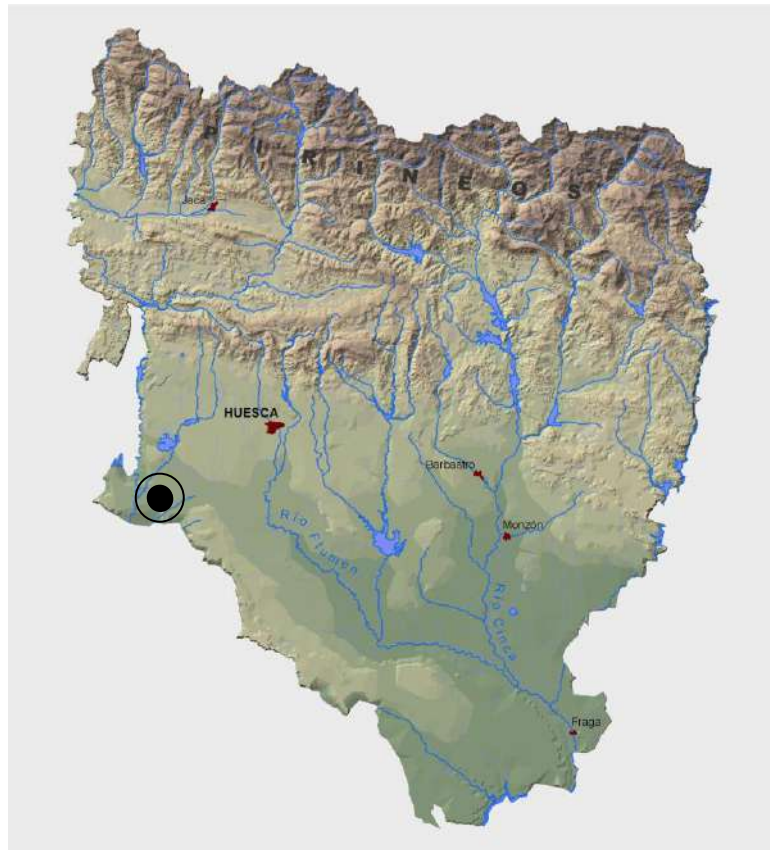 PIRINEOS
Jaca
HUESCA
Barbastro
Monzón
Río Flumen
Río Cinca
Fraga